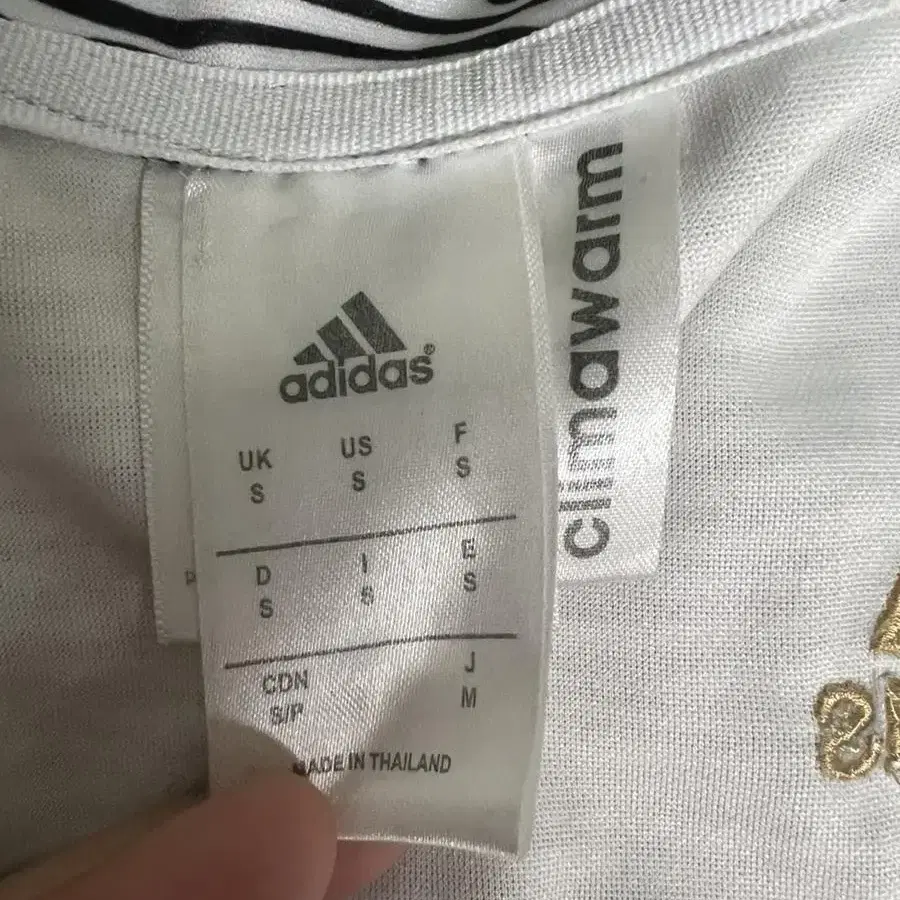 adidas®
UK US F
S S S
D I E
S S S
CDN J
S/P M
MADE IN THAILAND
climawarm